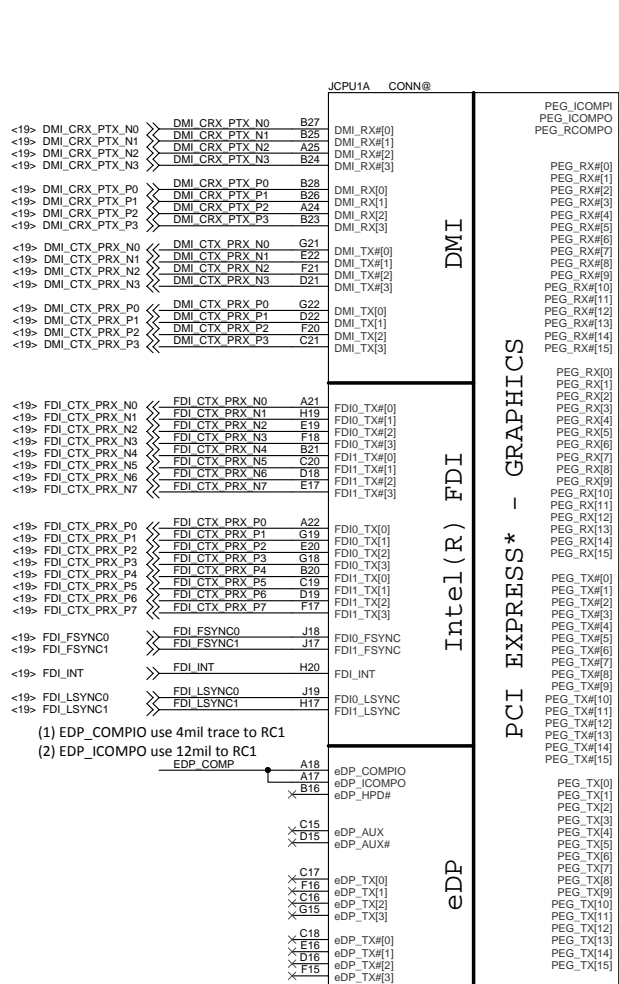 JCPU1A CONN@
<19> DMI_CRX_PTX_N0 DMI_CRX_PTX_N0 B27 DMI_RX#[0]
<19> DMI_CRX_PTX_N1 DMI_CRX_PTX_N1 B25 DMI_RX#[1]
<19> DMI_CRX_PTX_N2 DMI_CRX_PTX_N2 A25 DMI_RX#[2]
<19> DMI_CRX_PTX_N3 DMI_CRX_PTX_N3 B24 DMI_RX#[3]
<19> DMI_CRX_PTX_P0 DMI_CRX_PTX_P0 B28 DMI_RX[0]
<19> DMI_CRX_PTX_P1 DMI_CRX_PTX_P1 B26 DMI_RX[1]
<19> DMI_CRX_PTX_P2 DMI_CRX_PTX_P2 A24 DMI_RX[2]
<19> DMI_CRX_PTX_P3 DMI_CRX_PTX_P3 B23 DMI_RX[3]
<19> DMI_CTX_PRX_N0 DMI_CTX_PRX_N0 G21 DMI_TX#[0]
<19> DMI_CTX_PRX_N1 DMI_CTX_PRX_N1 E22 DMI_TX#[1]
<19> DMI_CTX_PRX_N2 DMI_CTX_PRX_N2 F21 DMI_TX#[2]
<19> DMI_CTX_PRX_N3 DMI_CTX_PRX_N3 D21 DMI_TX#[3]
<19> DMI_CTX_PRX_P0 DMI_CTX_PRX_P0 G22 DMI_TX[0]
<19> DMI_CTX_PRX_P1 DMI_CTX_PRX_P1 D22 DMI_TX[1]
<19> DMI_CTX_PRX_P2 DMI_CTX_PRX_P2 F20 DMI_TX[2]
<19> DMI_CTX_PRX_P3 DMI_CTX_PRX_P3 C21 DMI_TX[3]
DMI
<19> FDI_CTX_PRX_N0 FDI_CTX_PRX_N0 A21 FDI0_TX#[0]
<19> FDI_CTX_PRX_N1 FDI_CTX_PRX_N1 H19 FDI0_TX#[1]
<19> FDI_CTX_PRX_N2 FDI_CTX_PRX_N2 E19 FDI0_TX#[2]
<19> FDI_CTX_PRX_N3 FDI_CTX_PRX_N3 F18 FDI0_TX#[3]
<19> FDI_CTX_PRX_N4 FDI_CTX_PRX_N4 B21 FDI1_TX#[0]
<19> FDI_CTX_PRX_N5 FDI_CTX_PRX_N5 C20 FDI1_TX#[1]
<19> FDI_CTX_PRX_N6 FDI_CTX_PRX_N6 D18 FDI1_TX#[2]
<19> FDI_CTX_PRX_N7 FDI_CTX_PRX_N7 E17 FDI1_TX#[3]
<19> FDI_CTX_PRX_P0 FDI_CTX_PRX_P0 A22 FDI0_TX[0]
<19> FDI_CTX_PRX_P1 FDI_CTX_PRX_P1 G19 FDI0_TX[1]
<19> FDI_CTX_PRX_P2 FDI_CTX_PRX_P2 E20 FDI0_TX[2]
<19> FDI_CTX_PRX_P3 FDI_CTX_PRX_P3 G18 FDI0_TX[3]
<19> FDI_CTX_PRX_P4 FDI_CTX_PRX_P4 B20 FDI1_TX[0]
<19> FDI_CTX_PRX_P5 FDI_CTX_PRX_P5 C19 FDI1_TX[1]
<19> FDI_CTX_PRX_P6 FDI_CTX_PRX_P6 D19 FDI1_TX[2]
<19> FDI_CTX_PRX_P7 FDI_CTX_PRX_P7 F17 FDI1_TX[3]
<19> FDI_FSYNC0 FDI_FSYNC0 J18 FDI0_FSYNC
<19> FDI_FSYNC1 FDI_FSYNC1 J17 FDI1_FSYNC
<19> FDI_INT FDI_INT H20 FDI_INT
<19> FDI_LSYNC0 FDI_LSYNC0 J19 FDI0_LSYNC
<19> FDI_LSYNC1 FDI_LSYNC1 H17 FDI1_LSYNC
Intel(R) FDI
(1) EDP_COMPIO use 4mil trace to RC1
(2) EDP_ICOMPO use 12mil to RC1
EDP_COMP A18 eDP_COMPIO
A17 eDP_ICOMPO
B16 eDP_HPD#
C15 eDP_AUX
D15 eDP_AUX#
C17 eDP_TX[0]
F16 eDP_TX[1]
C16 eDP_TX[2]
G15 eDP_TX[3]
C18 eDP_TX#[0]
E16 eDP_TX#[1]
D16 eDP_TX#[2]
F15 eDP_TX#[3]
eDP
PCI EXPRESS* - GRAPHICS
PEG_ICOMPI
PEG_ICOMPO
PEG_RCOMPO
PEG_RX#[0]
PEG_RX#[1]
PEG_RX#[2]
PEG_RX#[3]
PEG_RX#[4]
PEG_RX#[5]
PEG_RX#[6]
PEG_RX#[7]
PEG_RX#[8]
PEG_RX#[9]
PEG_RX#[10]
PEG_RX#[11]
PEG_RX#[12]
PEG_RX#[13]
PEG_RX#[14]
PEG_RX#[15]
PEG_RX[0]
PEG_RX[1]
PEG_RX[2]
PEG_RX[3]
PEG_RX[4]
PEG_RX[5]
PEG_RX[6]
PEG_RX[7]
PEG_RX[8]
PEG_RX[9]
PEG_RX[10]
PEG_RX[11]
PEG_RX[12]
PEG_RX[13]
PEG_RX[14]
PEG_RX[15]
PEG_TX#[0]
PEG_TX#[1]
PEG_TX#[2]
PEG_TX#[3]
PEG_TX#[4]
PEG_TX#[5]
PEG_TX#[6]
PEG_TX#[7]
PEG_TX#[8]
PEG_TX#[9]
PEG_TX#[10]
PEG_TX#[11]
PEG_TX#[12]
PEG_TX#[13]
PEG_TX#[14]
PEG_TX#[15]
PEG_TX[0]
PEG_TX[1]
PEG_TX[2]
PEG_TX[3]
PEG_TX[4]
PEG_TX[5]
PEG_TX[6]
PEG_TX[7]
PEG_TX[8]
PEG_TX[9]
PEG_TX[10]
PEG_TX[11]
PEG_TX[12]
PEG_TX[13]
PEG_TX[14]
PEG_TX[15]